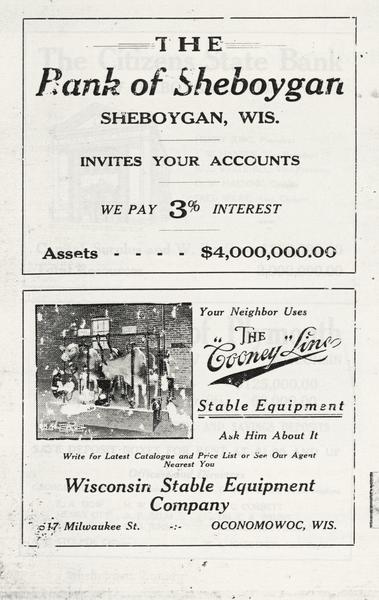 THE
Bank of Sheboygan
SHEBOYGAN, WIS.
INVITES YOUR ACCOUNTS
WE PAY 3% INTEREST
Assets - - - - $4,000,000.00
Your Neighbor Uses
"THE
Cooney" Line
Stable Equipment
Ask Him About It
Write for Latest Catalogue and Price List or See Our Agent
Nearest You
Wisconsin Stable Equipment
Company
617 Milwaukee St. -:- OCONOMOWOC, WIS.